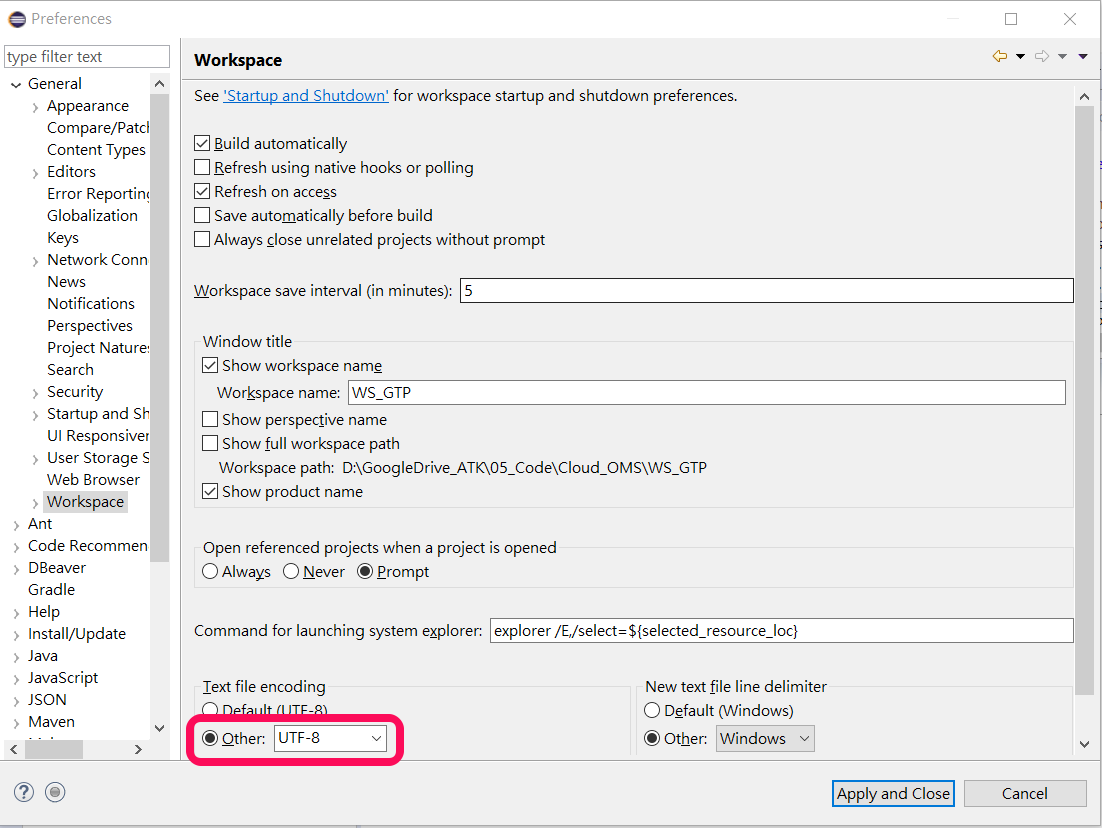 Preferences
type filter text
General
Appearance
Compare/Patch
Content Types
Editors
Error Reporting
Globalization
Keys
Network Conn
News
Notifications
Perspectives
Project Natures
Search
Security
Startup and Sh
UI Responsiven
User Storage S
Web Browser
Workspace
Ant
Code Recommen
DBeaver
Gradle
Help
Install/Update
Java
JavaScript
JSON
Maven
Workspace
See 'Startup and Shutdown' for workspace startup and shutdown preferences.
Build automatically
Refresh using native hooks or polling
Refresh on access
Save automatically before build
Always close unrelated projects without prompt
Workspace save interval (in minutes): 5
Window title
Show workspace name
Workspace name: WS_GTP
Show perspective name
Show full workspace path
Workspace path: D:\GoogleDrive_ATK\05_Code\Cloud_OMS\WS_GTP
Show product name
Open referenced projects when a project is opened
Always Never Prompt
Command for launching system explorer: explorer /E,/select=${selected_resource_loc}
Text file encoding
Default (UTF-8)
Other: UTF-8
New text file line delimiter
Default (Windows)
Other: Windows
Apply and Close Cancel